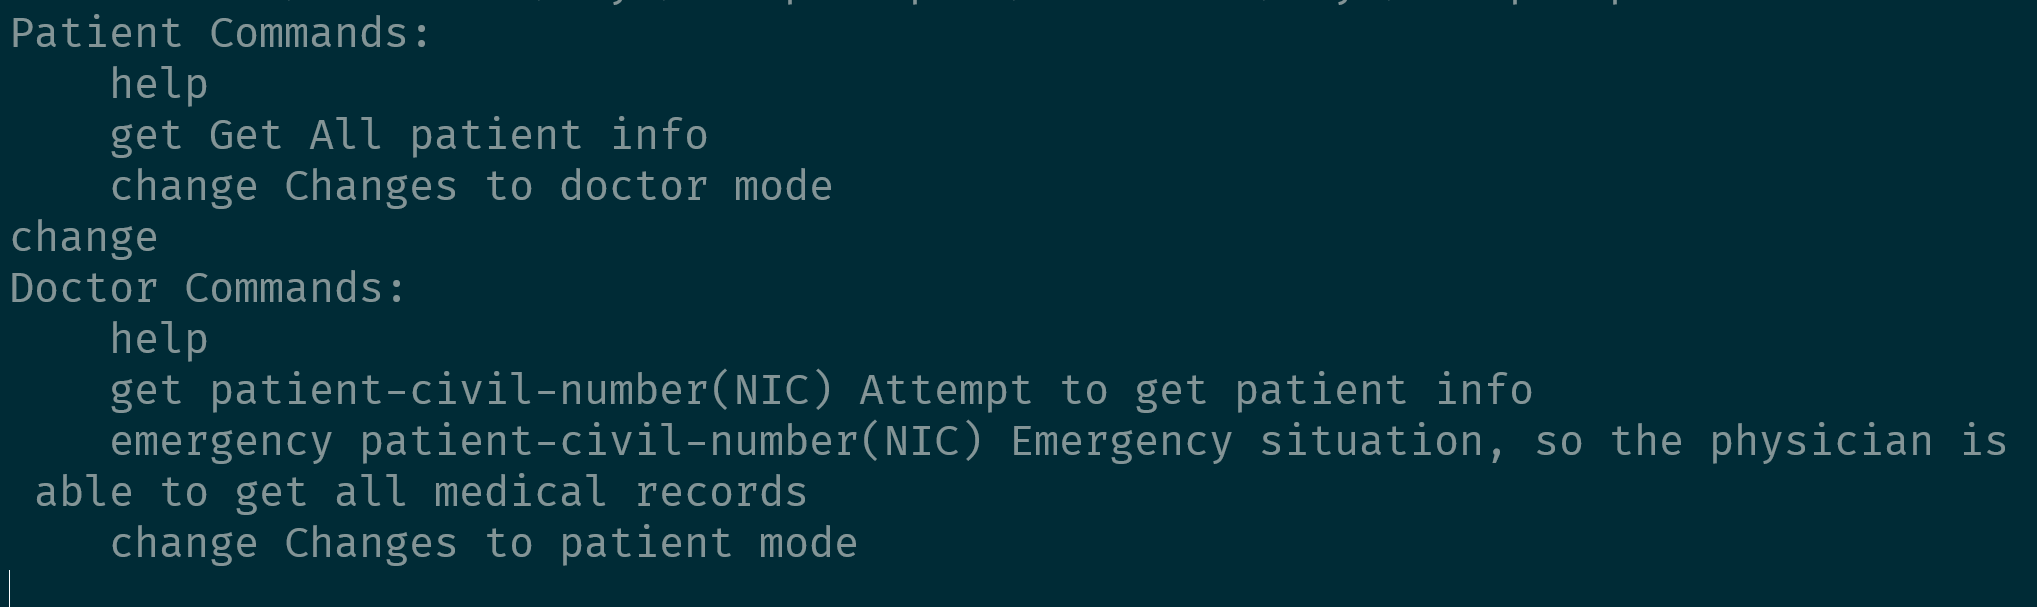 Patient Commands:
help
get Get All patient info
change Changes to doctor mode
change
Doctor Commands:
help
get patient-civil-number(NIC) Attempt to get patient info
emergency patient-civil-number(NIC) Emergency situation, so the physician is
able to get all medical records
change Changes to patient mode